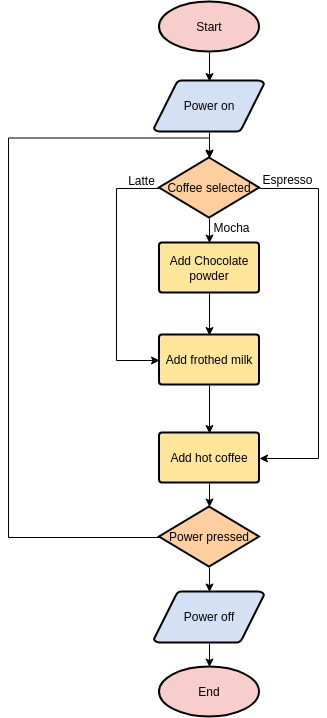 Start
Power on
Latte
Coffee selected
Espresso
Mocha
Add Chocolate
powder
Add frothed milk
Add hot coffee
Power pressed
Power off
End